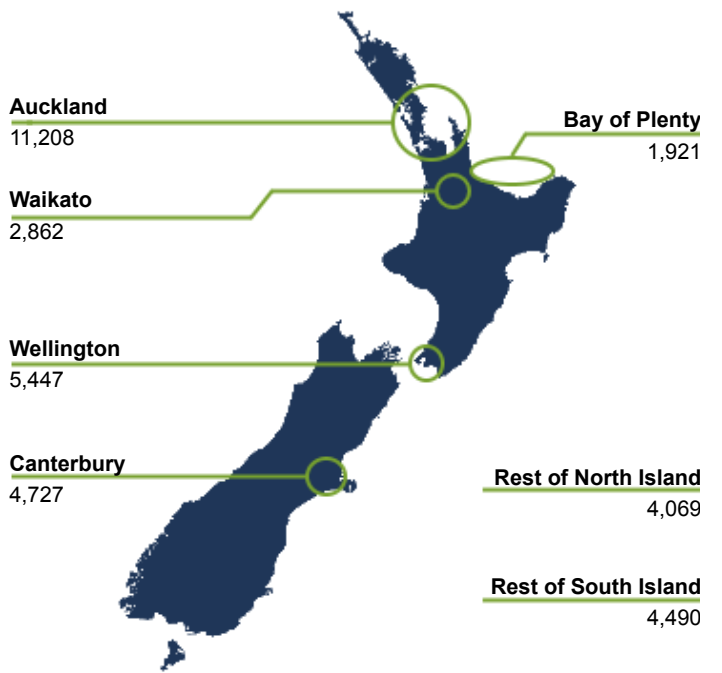 Auckland
11,208
Bay of Plenty
1,921
Waikato
2,862
Wellington
5,447
Canterbury
4,727
Rest of North Island
4,069
Rest of South Island
4,490